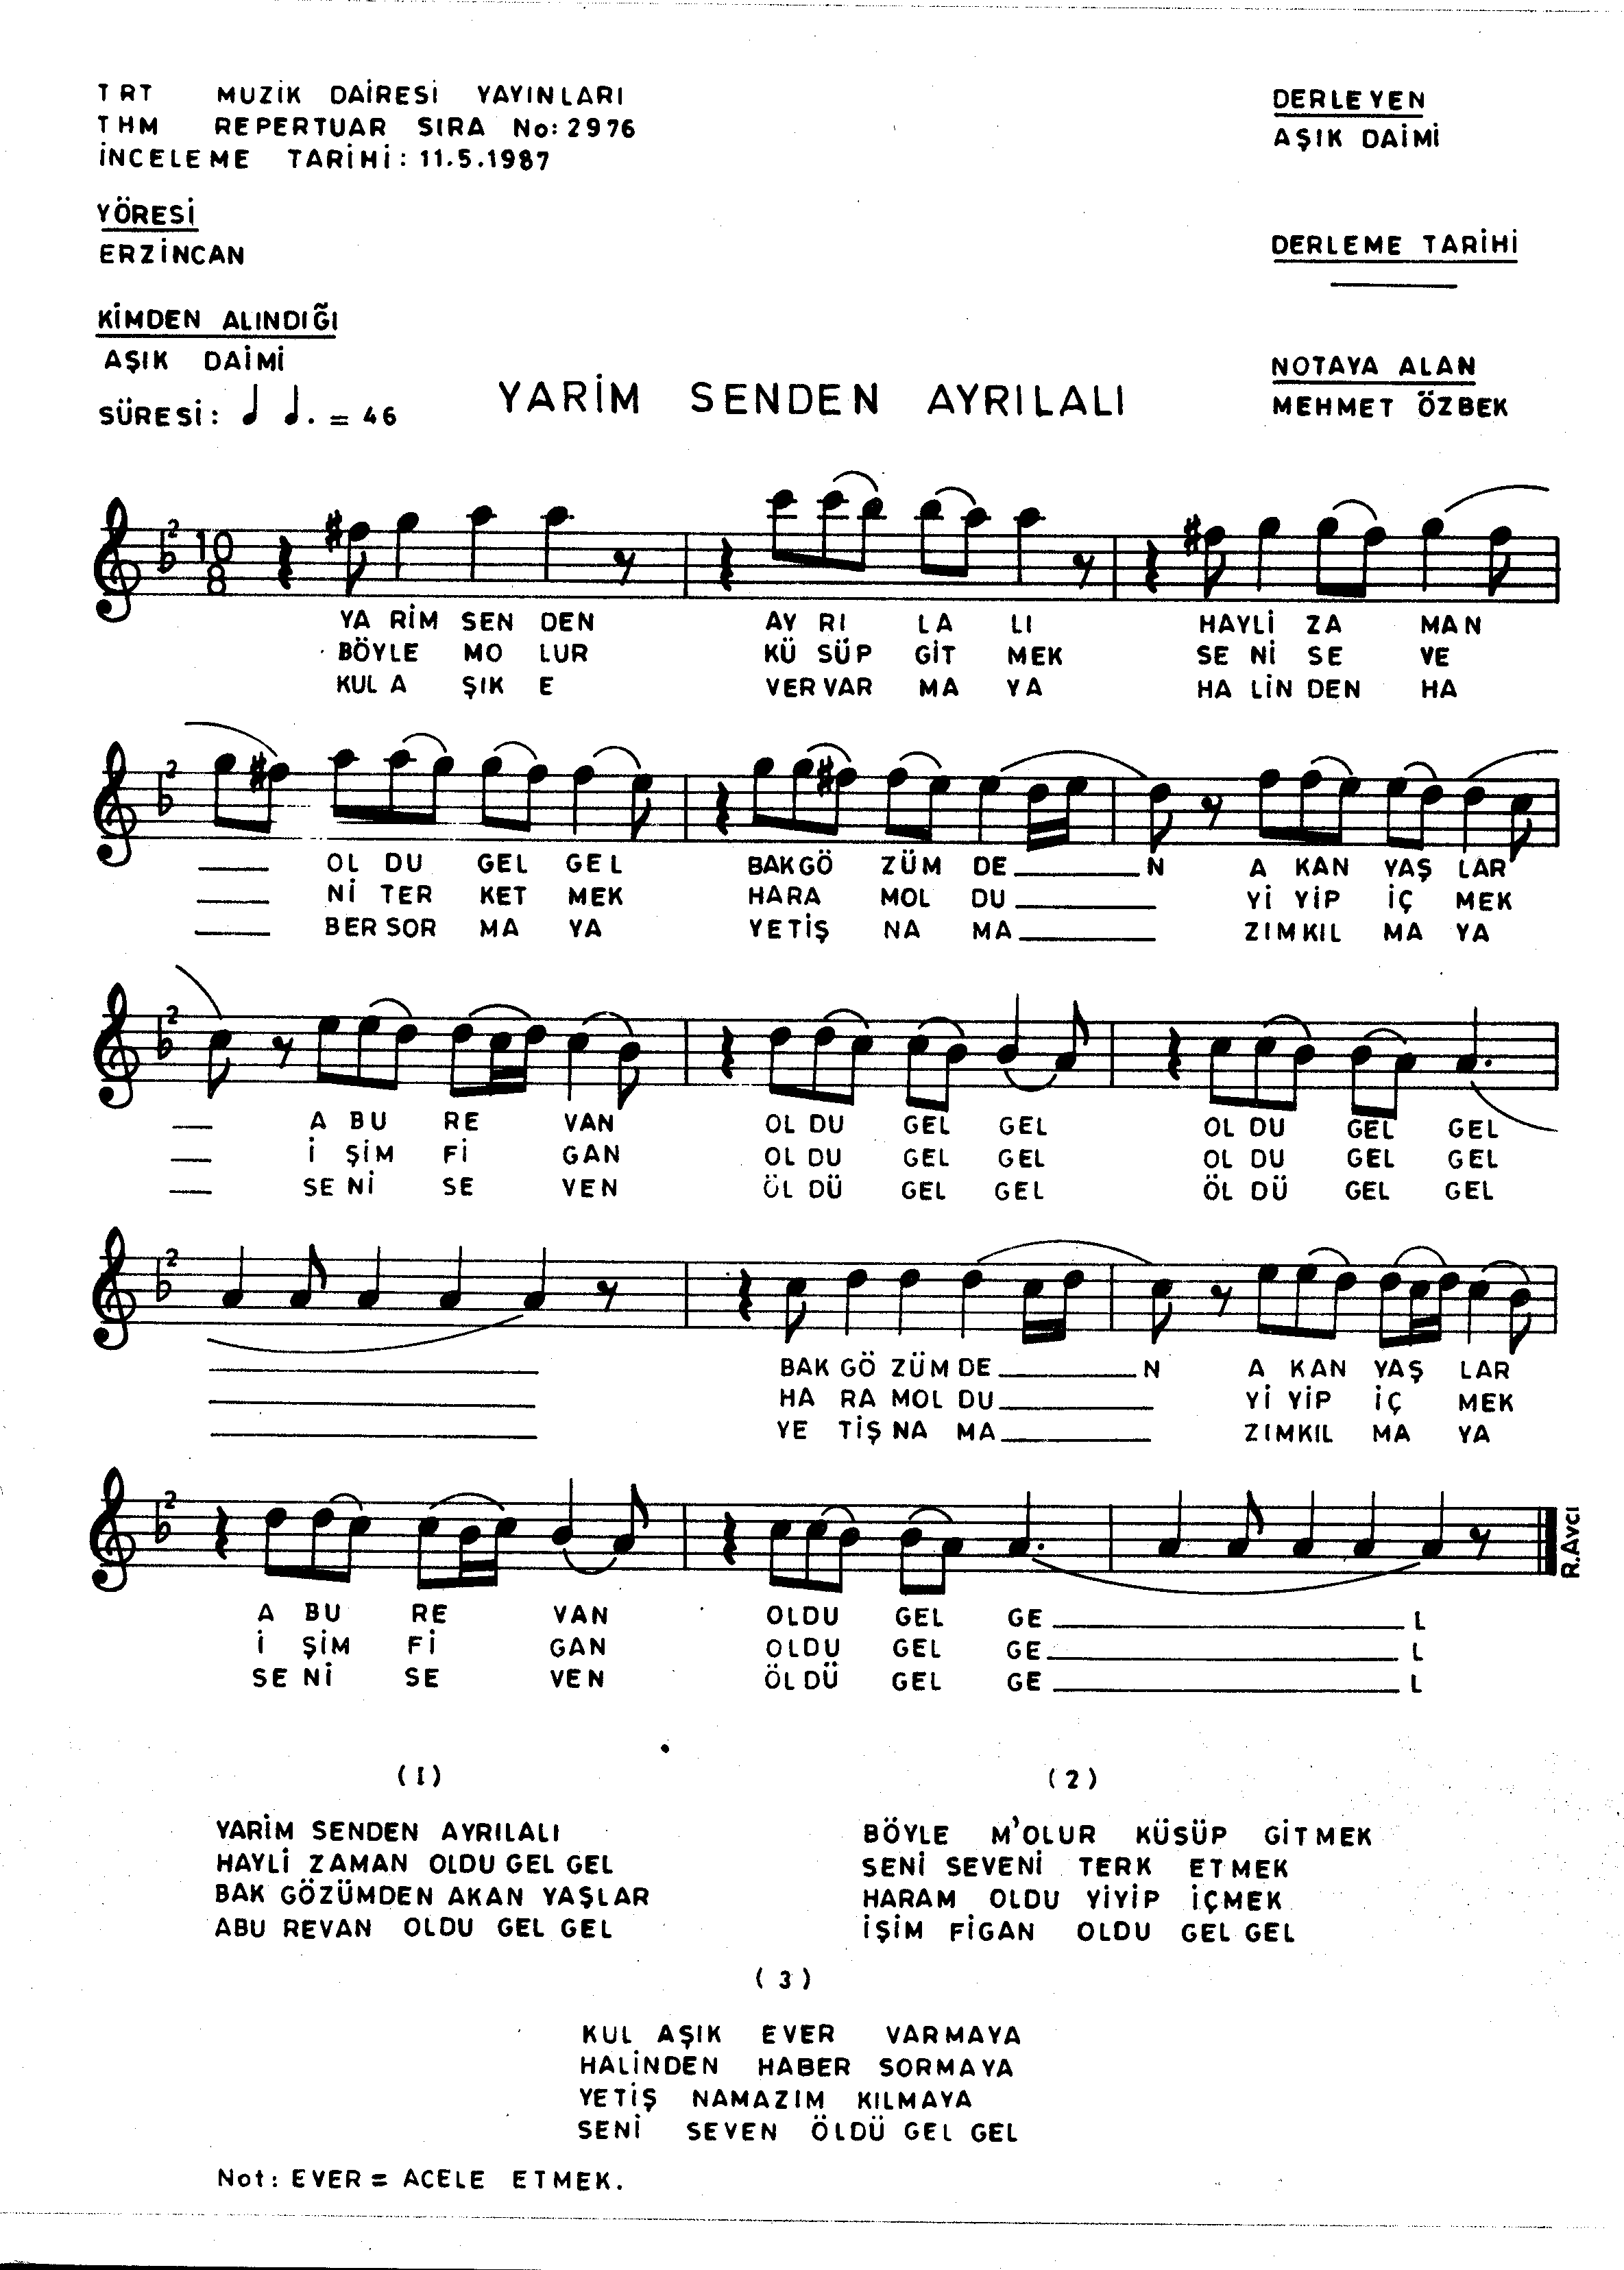 TRT MUZİK DAİRESİ YAYINLARI
THM REPERTUAR SIRA No: 2976
İNCELEME TARİHİ: 11.5.1987
DERLEYEN
AŞIK DAİMİ
YÖRESİ
ERZİNCAN
DERLEME TARİHİ
KİMDEN ALINDIĞI
AŞIK DAİMİ
NOTAYA ALAN
MEHMET ÖZBEK
SÜRESİ: ♩ ♩. = 46
YARİM SENDEN AYRILALI
2
10
8
YA RİM SEN DEN AY RI LA LI HAYLİ ZA MAN
BÖYLE MO LUR KÜ SÜP GİT MEK SE Nİ SE VE
KUL A ŞIK E VER VAR MA YA HA LİN DEN HA
2
OL DU GEL GEL BAK GÖ ZÜM DE N A KAN YAŞ LAR
Nİ TER KET MEK HARA MOL DU Yİ YİP İÇ MEK
BER SOR MA YA YETİŞ NA MA ZIM KIL MA YA
2
A BU RE VAN OL DU GEL GEL OL DU GEL GEL
İ ŞİM Fİ GAN OL DU GEL GEL OL DU GEL GEL
SE Nİ SE VEN ÖL DÜ GEL GEL ÖL DÜ GEL GEL
2
BAK GÖ ZÜM DE N A KAN YAŞ LAR
HA RA MOL DU Yİ YİP İÇ MEK
YE TİŞ NA MA ZIMKIL MA YA
2
R.AVCI
A BU RE VAN OLDU GEL GE L
İ ŞİM Fİ GAN OLDU GEL GE L
SE Nİ SE VEN ÖL DÜ GEL GE L
(1)
YARİM SENDEN AYRILALI
HAYLİ ZAMAN OLDU GEL GEL
BAK GÖZÜMDEN AKAN YAŞLAR
ABU REVAN OLDU GEL GEL
(2)
BÖYLE M'OLUR KÜSÜP GİTMEK
SENİ SEVENİ TERK ETMEK
HARAM OLDU YİYİP İÇMEK
İŞİM FİGAN OLDU GEL GEL
(3)
KUL AŞIK EVER VARMAYA
HALİNDEN HABER SORMAYA
YETİŞ NAMAZIM KILMAYA
SENİ SEVEN ÖLDÜ GEL GEL
Not: EVER = ACELE ETMEK.